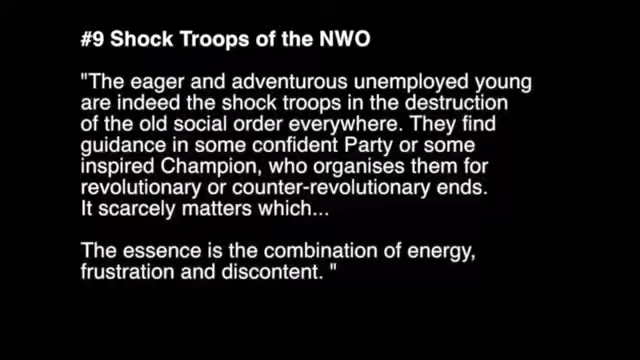 #9 Shock Troops of the NWO
"The eager and adventurous unemployed young
are indeed the shock troops in the destruction
of the old social order everywhere. They find
guidance in some confident Party or some
inspired Champion, who organises them for
revolutionary or counter-revolutionary ends.
It scarcely matters which...
The essence is the combination of energy,
frustration and discontent. "